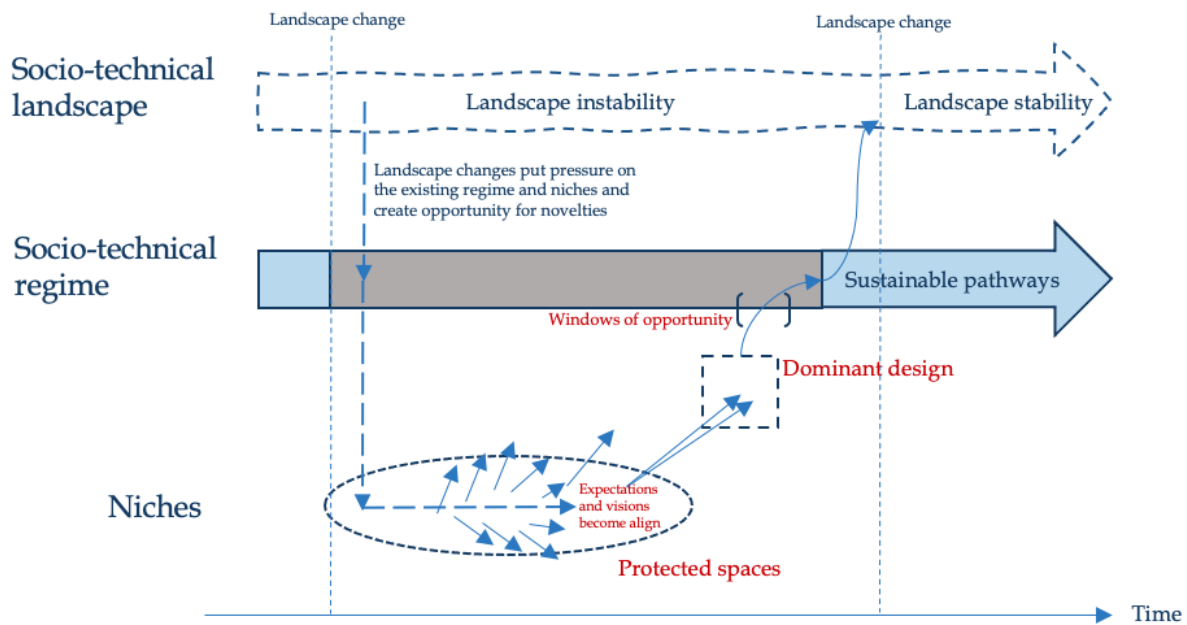 Landscape change
Landscape change
Socio-technical
landscape
Landscape instability
Landscape stability
Landscape changes put pressure on
the existing regime and niches and
create opportunity for novelties
Socio-technical
regime
Sustainable pathways
Windows of opportunity
Dominant design
Niches
Expectations
and visions
become align
Protected spaces
Time